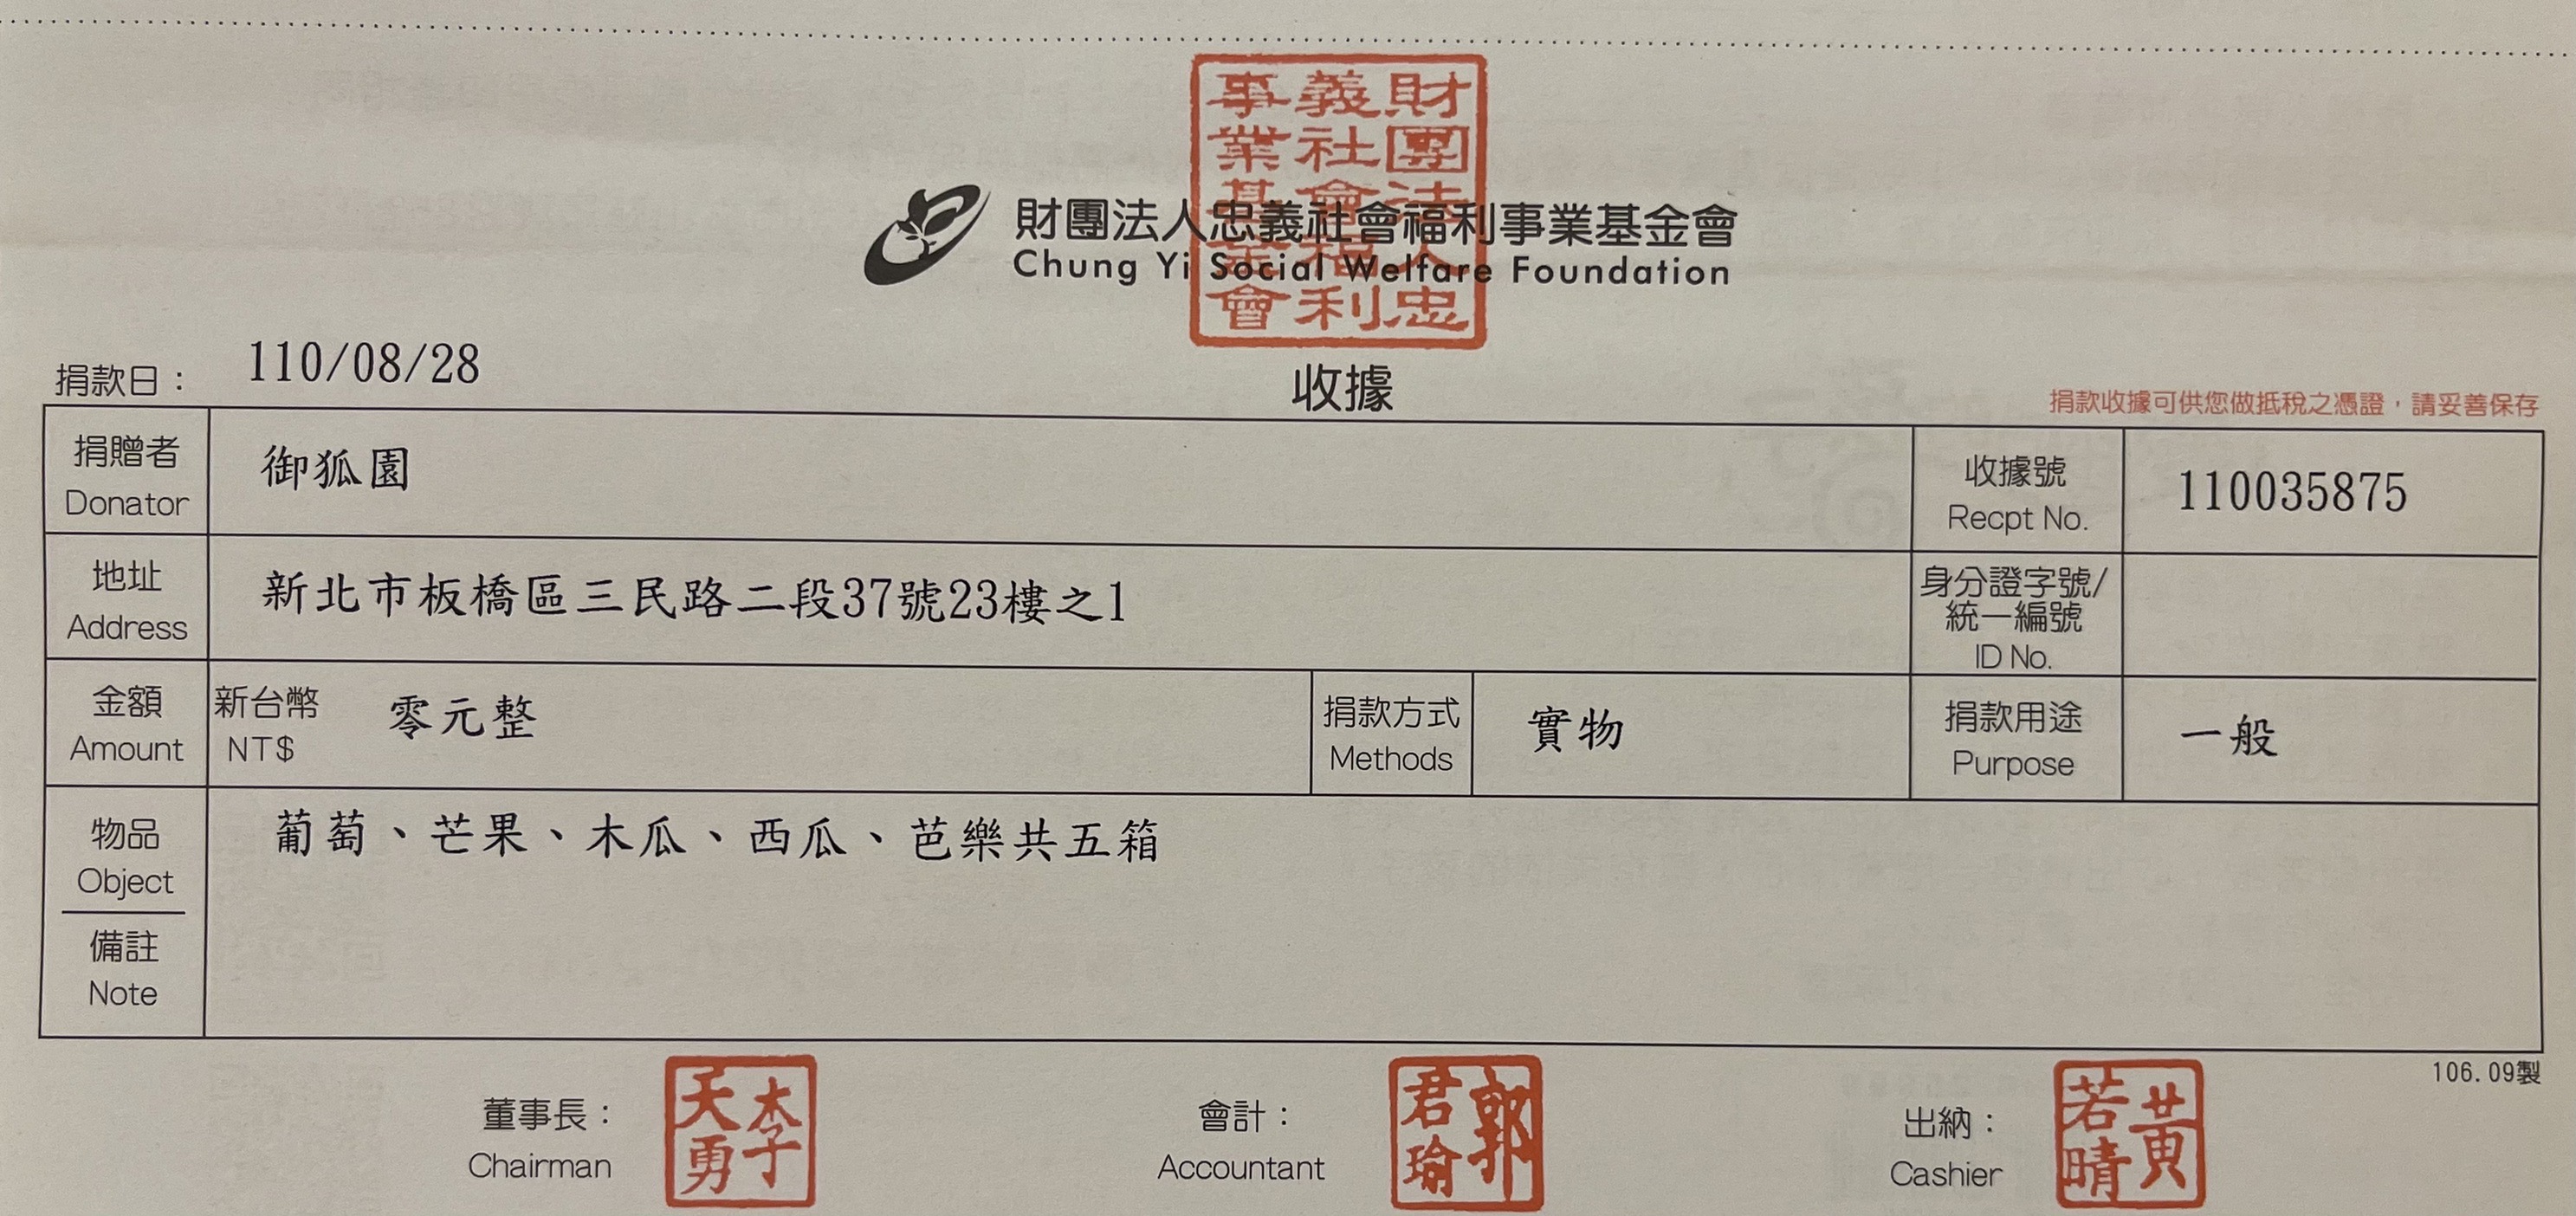 財團法人忠義社會福利事業基金會
財團法人忠義社會福利事業基金會
Chung Yi Social Welfare Foundation
捐款日：110/08/28
收據
捐款收據可供您做抵稅之憑證，請妥善保存
捐贈者 御狐園 收據號 110035875
Donator Recpt No.
地址 新北市板橋區三民路二段37號23樓之1 身分證字號/
統一編號
Address ID No.
金額 新台幣 零元整 捐款方式 實物 捐款用途 一般
Amount NT$ Methods Purpose
物品 葡萄、芒果、木瓜、西瓜、芭樂共五箱
Object
備註
Note
106.09製
董事長： 李天勇 會計： 郭君瑜 出納： 黃若晴
Chairman Accountant Cashier